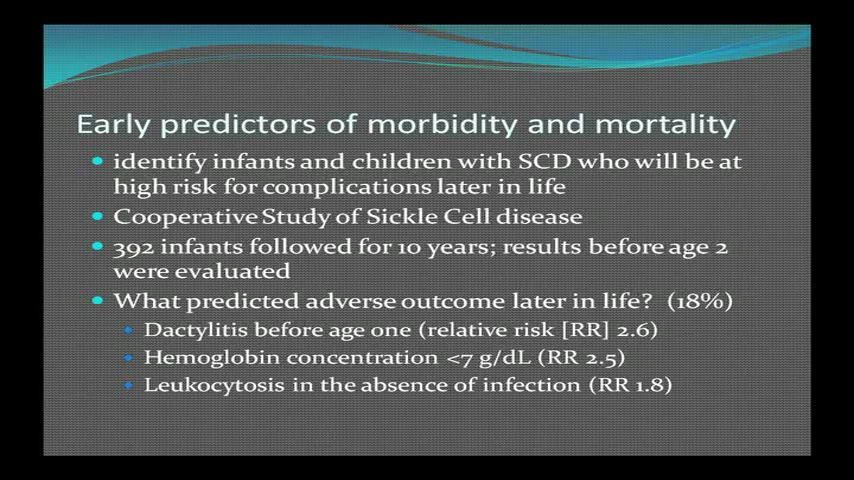 Early predictors of morbidity and mortality
identify infants and children with SCD who will be at
high risk for complications later in life
Cooperative Study of Sickle Cell disease
392 infants followed for 10 years; results before age 2
were evaluated
What predicted adverse outcome later in life? (18%)
Dactylitis before age one (relative risk [RR] 2.6)
Hemoglobin concentration <7 g/dL (RR 2.5)
Leukocytosis in the absence of infection (RR 1.8)